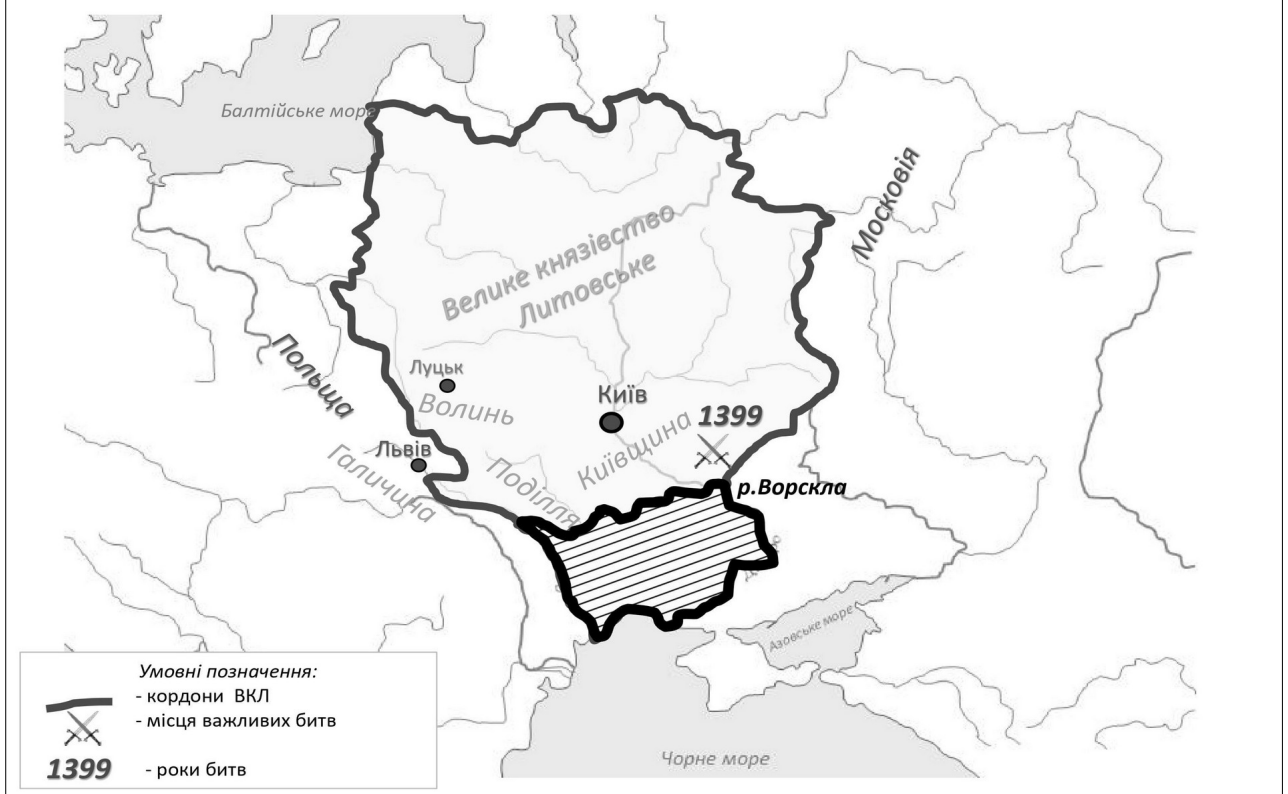 Балтійське море
Московія
Велике князівство
Литовське
Польща
Луцьк
Волинь
Київ
1399
Київщина
Львів
Галичина
Поділля
р.Ворскла
Азовське море
Чорне море
Умовні позначення:
- кордони ВКЛ
- місця важливих битв
1399 - роки битв